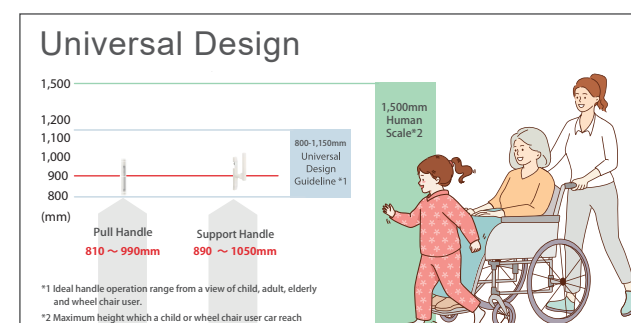 Universal Design
1,500
1,200
1,100
1,000
900
800
(mm)
1,500mm
Human
Scale*2
800-1,150mm
Universal
Design
Guideline *1
Pull Handle
810 ～ 990mm
Support Handle
890 ～ 1050mm
*1 Ideal handle operation range from a view of child, adult, elderly
and wheel chair user.
*2 Maximum height which a child or wheel chair user car reach